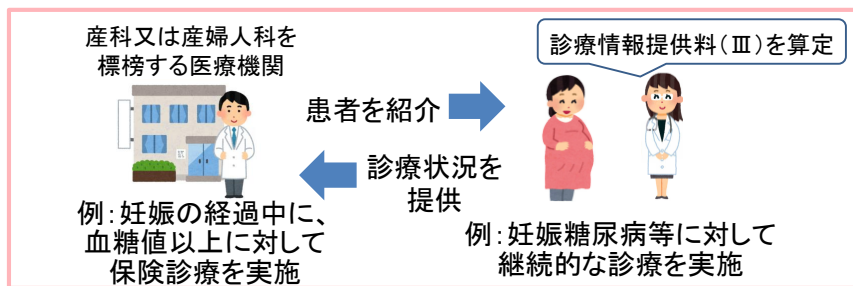 産科又は産婦人科を
標榜する医療機関
診療情報提供料(Ⅲ)を算定
患者を紹介
診療状況を
提供
例:妊娠の経過中に、
血糖値以上に対して
保険診療を実施
例:妊娠糖尿病等に対して
継続的な診療を実施